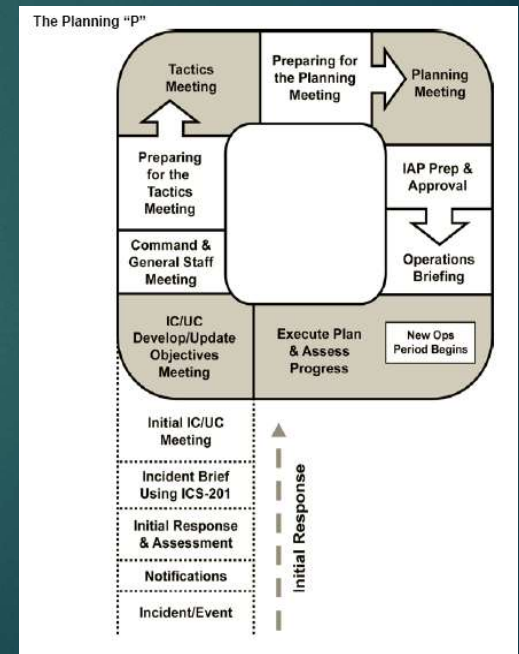 The Planning “P”
Tactics
Meeting
Preparing for
the Planning
Meeting
Planning
Meeting
Preparing
for the
Tactics
Meeting
IAP Prep &
Approval
Command &
General Staff
Meeting
Operations
Briefing
IC/UC
Develop/Update
Objectives
Meeting
Execute Plan
& Assess
Progress
New Ops
Period Begins
Initial IC/UC
Meeting
Incident Brief
Using ICS-201
Initial Response
& Assessment
Notifications
Incident/Event
Initial Response